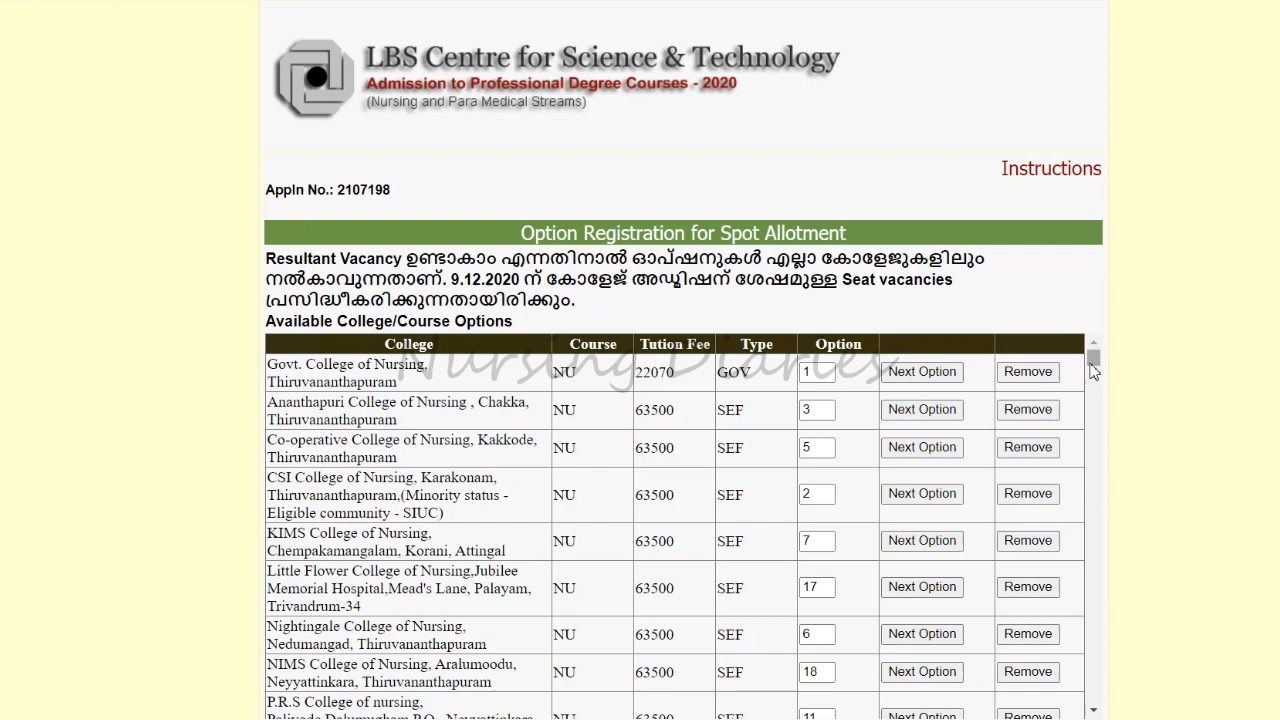 LBS Centre for Science & Technology
Admission to Professional Degree Courses - 2020
(Nursing and Para Medical Streams)
Instructions
Appln No.: 2107198
Option Registration for Spot Allotment
Resultant Vacancy ഉണ്ടാകാം എന്നതിനാൽ ഓപ്ഷനുകൾ എല്ലാ കോളേജുകളിലും
നൽകാവുന്നതാണ്. 9.12.2020 ന് കോളേജ് അഡ്മിഷന് ശേഷമുള്ള Seat vacancies
പ്രസിദ്ധീകരിക്കുന്നതായിരിക്കും.
Available College/Course Options
College Course Tution Fee Type Option
Nursing Diaries
Govt. College of Nursing,
Thiruvananthapuram NU 22070 GOV 1 Next Option Remove
Ananthapuri College of Nursing , Chakka,
Thiruvananthapuram NU 63500 SEF 3 Next Option Remove
Co-operative College of Nursing, Kakkode,
Thiruvananthapuram NU 63500 SEF 5 Next Option Remove
CSI College of Nursing, Karakonam,
Thiruvananthapuram,(Minority status - NU 63500 SEF 2 Next Option Remove
Eligible community - SIUC)
KIMS College of Nursing,
Chempakamangalam, Korani, Attingal NU 63500 SEF 7 Next Option Remove
Little Flower College of Nursing,Jubilee
Memorial Hospital,Mead's Lane, Palayam, NU 63500 SEF 17 Next Option Remove
Trivandrum-34
Nightingale College of Nursing,
Nedumangad, Thiruvananthapuram NU 63500 SEF 6 Next Option Remove
NIMS College of Nursing, Aralumoodu,
Neyyattinkara, Thiruvananthapuram NU 63500 SEF 18 Next Option Remove
P.R.S College of nursing,
NU 63500 SEF 11 Next Option Remove